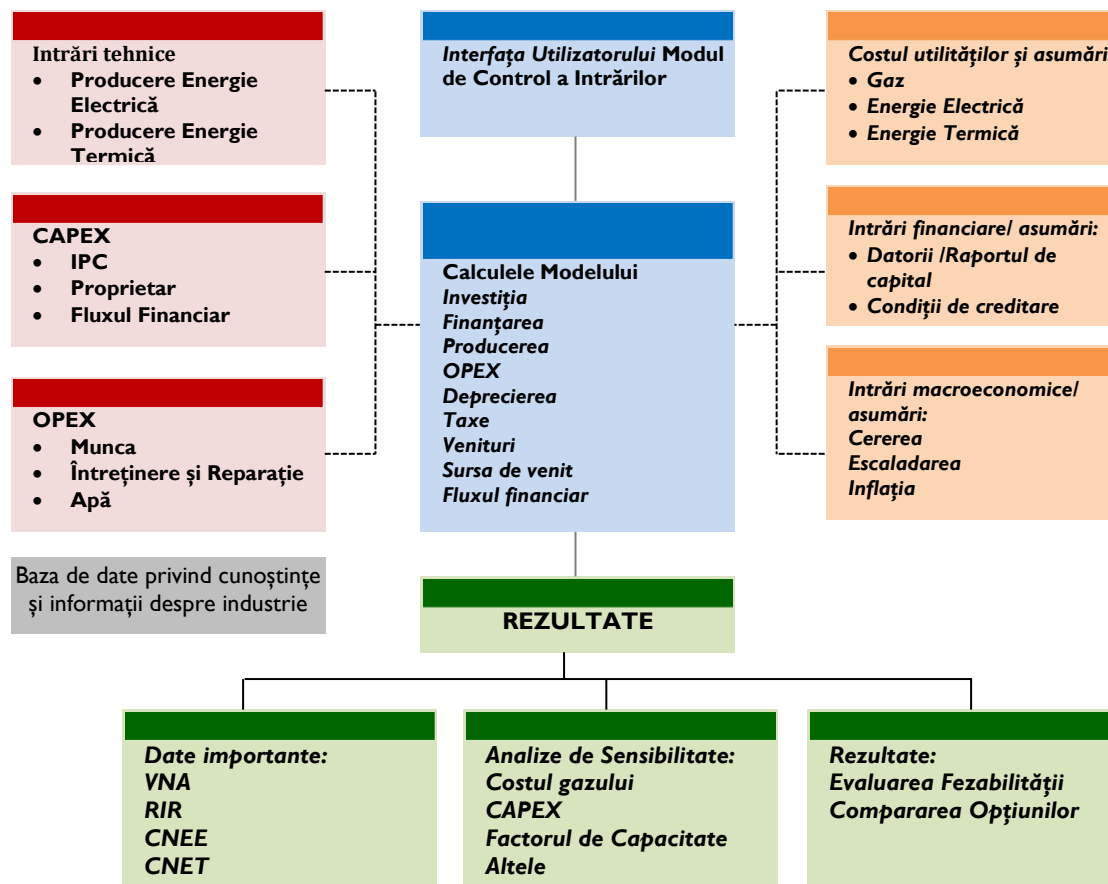 Intrări tehnice
• Producere Energie
Electrică
• Producere Energie
Termică
CAPEX
• IPC
• Proprietar
• Fluxul Financiar
OPEX
• Munca
• Întreținere și Reparație
• Apă
Baza de date privind cunoștințe
și informații despre industrie
Interfața Utilizatorului Modul
de Control a Intrărilor
Calculele Modelului
Investiția
Finanțarea
Producerea
OPEX
Deprecierea
Taxe
Venituri
Sursa de venit
Fluxul financiar
Costul utilităților și asumări
• Gaz
• Energie Electrică
• Energie Termică
Intrări financiare/ asumări:
• Datorii /Raportul de
capital
• Condiții de creditare
Intrări macroeconomice/
asumări:
Cererea
Escaladarea
Inflația
REZULTATE
Date importante:
VNA
RIR
CNEE
CNET
Analize de Sensibilitate:
Costul gazului
CAPEX
Factorul de Capacitate
Altele
Rezultate:
Evaluarea Fezabilității
Compararea Opțiunilor